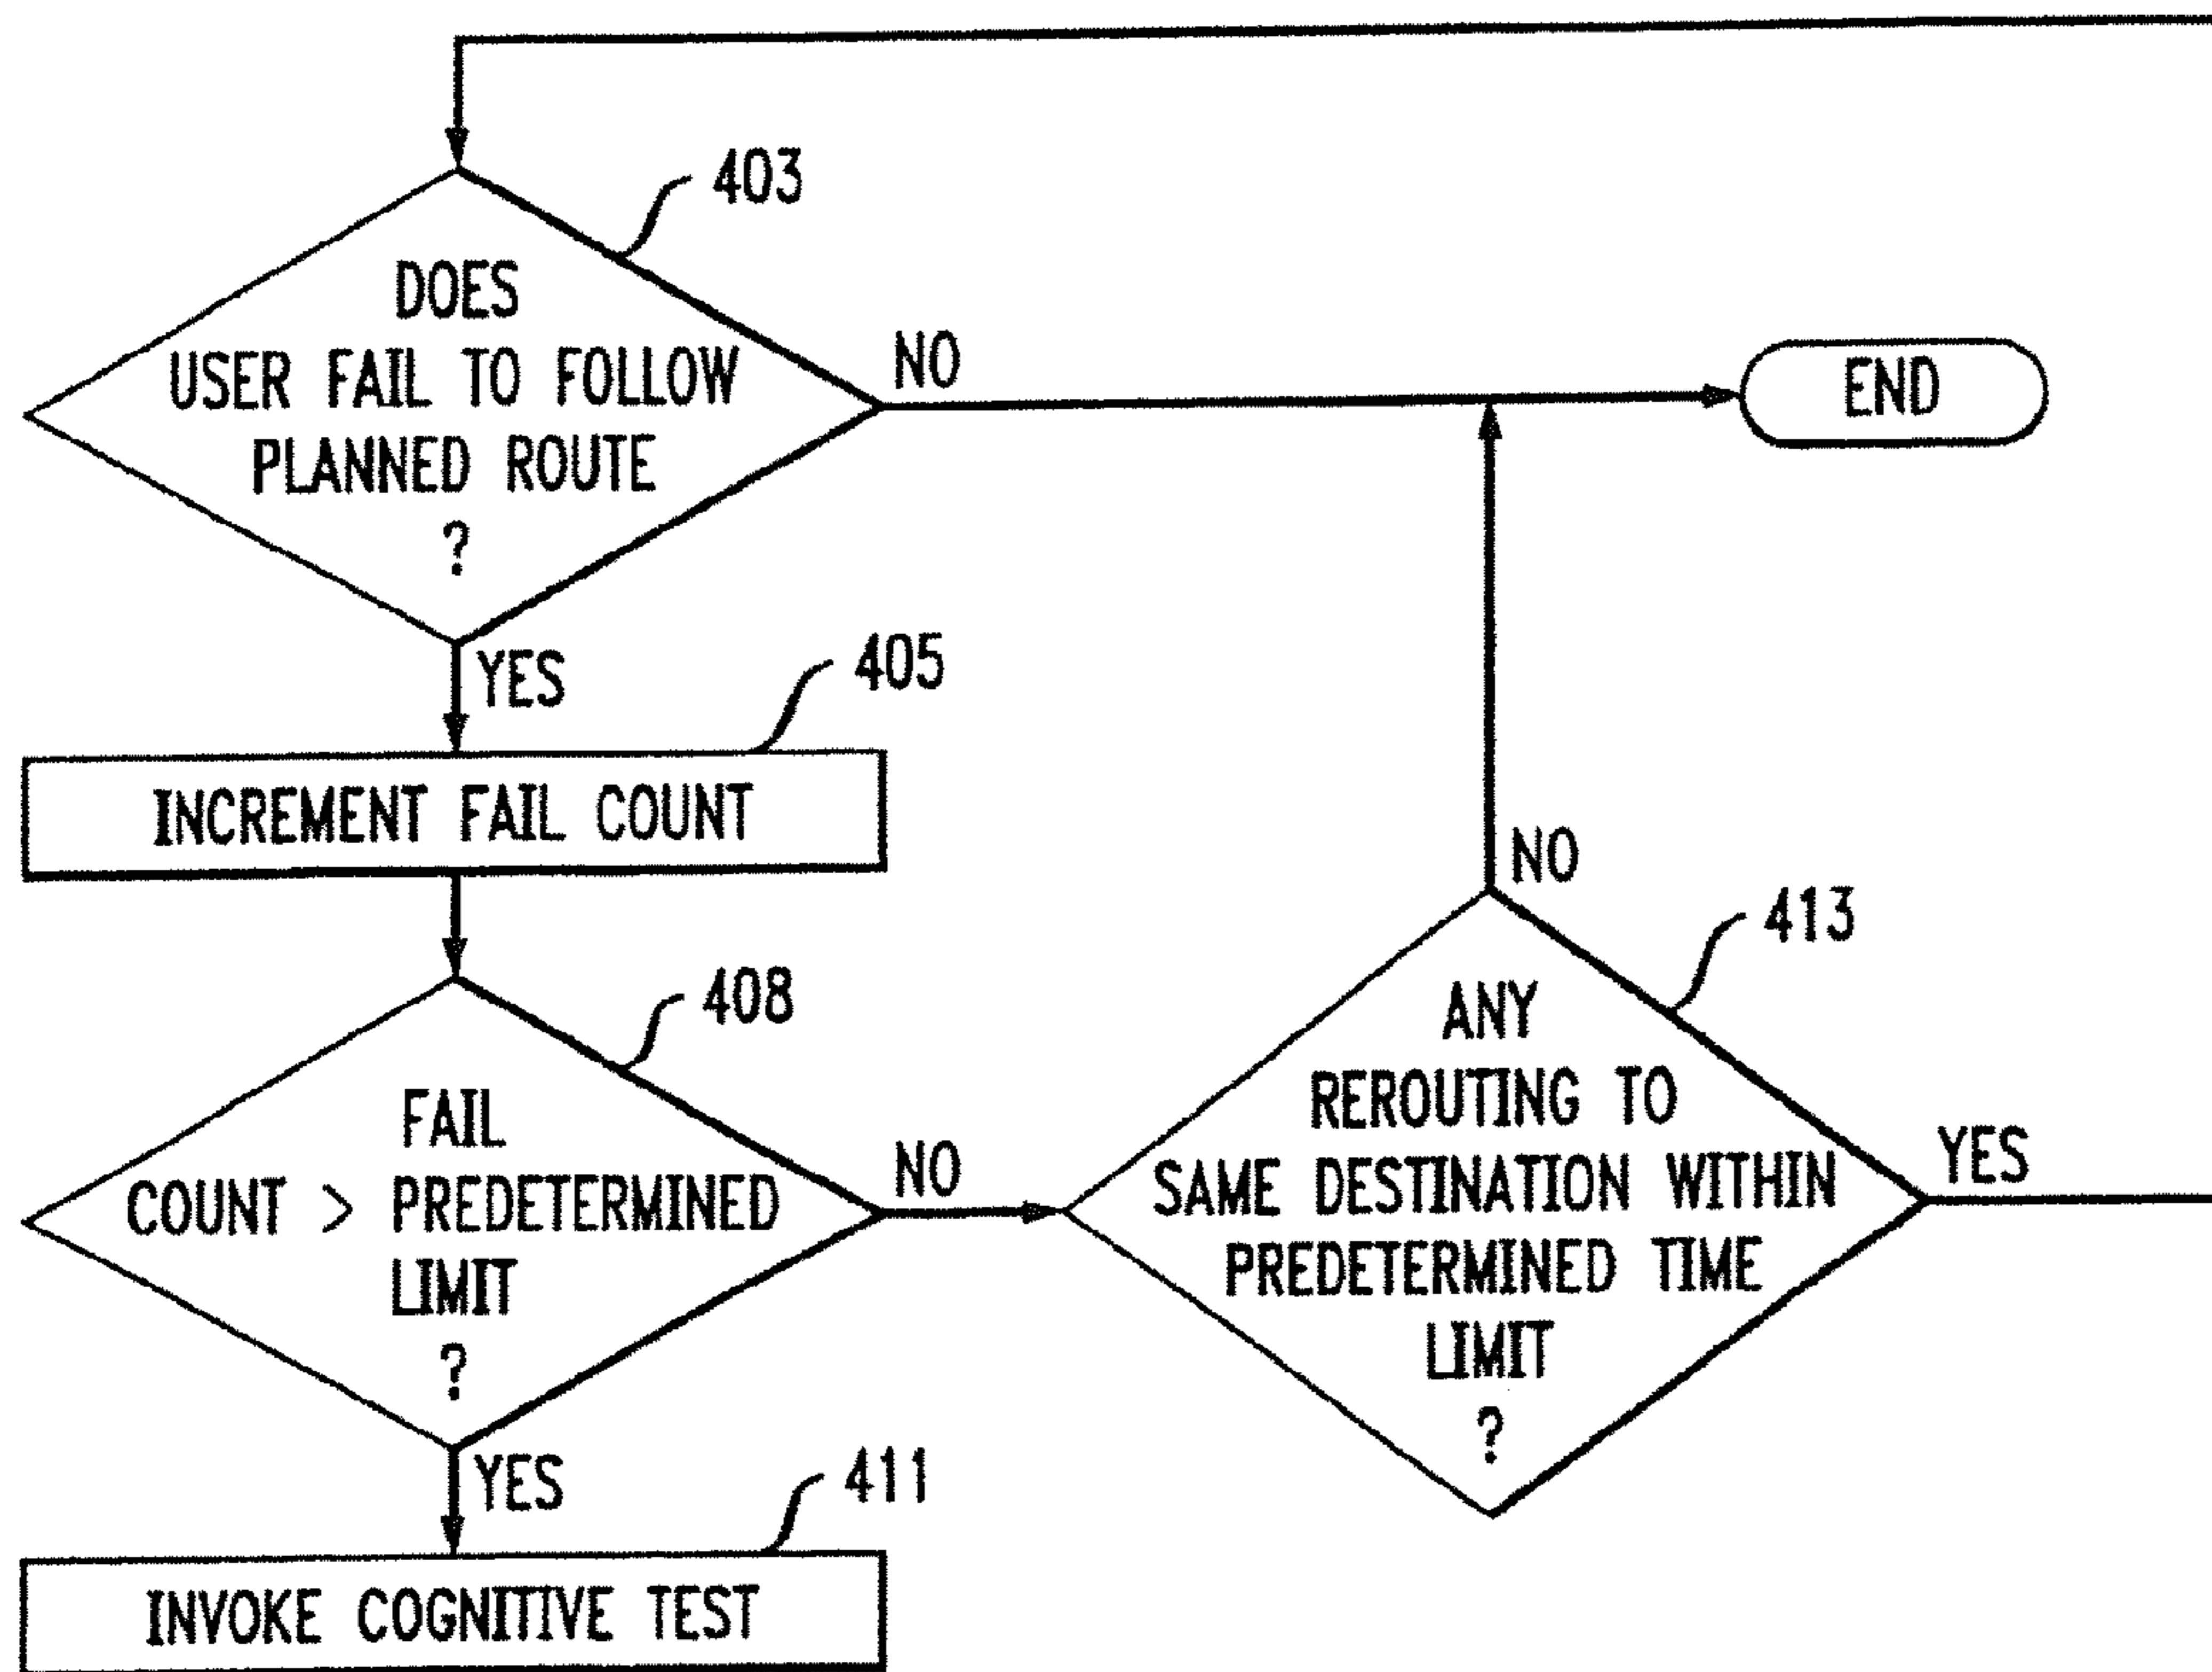 403
DOES
USER FAIL TO FOLLOW
PLANNED ROUTE
?
NO
END
YES
405
INCREMENT FAIL COUNT
408
FAIL
COUNT > PREDETERMINED
LIMIT
?
NO
YES
411
INVOKE COGNITIVE TEST
NO
413
ANY
REROUTING TO
SAME DESTINATION WITHIN
PREDETERMINED TIME
LIMIT
?
YES